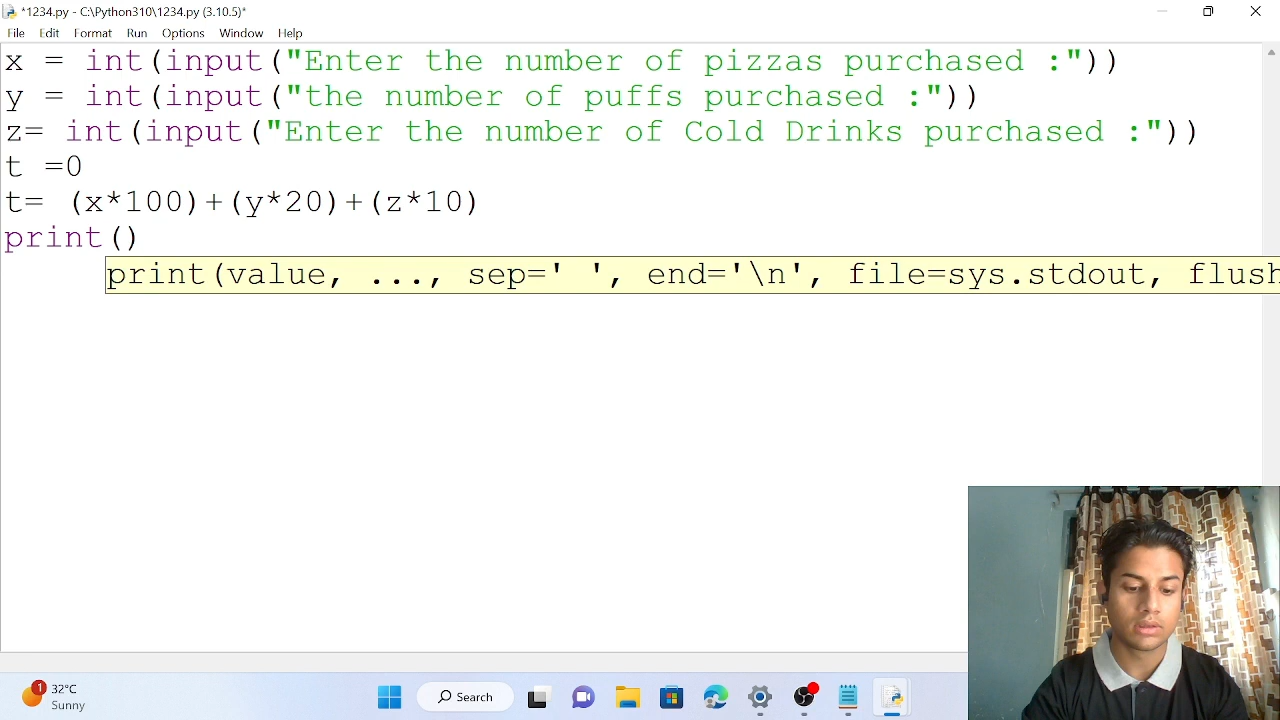 *1234.py - C:\Python310\1234.py (3.10.5)*
File Edit Format Run Options Window Help
x = int(input("Enter the number of pizzas purchased :"))
y = int(input("the number of puffs purchased :"))
z= int(input("Enter the number of Cold Drinks purchased :"))
t =0
t= (x*100)+(y*20)+(z*10)
print()
print(value, ..., sep=' ', end='\n', file=sys.stdout, flush
1
32°C
Sunny
Search